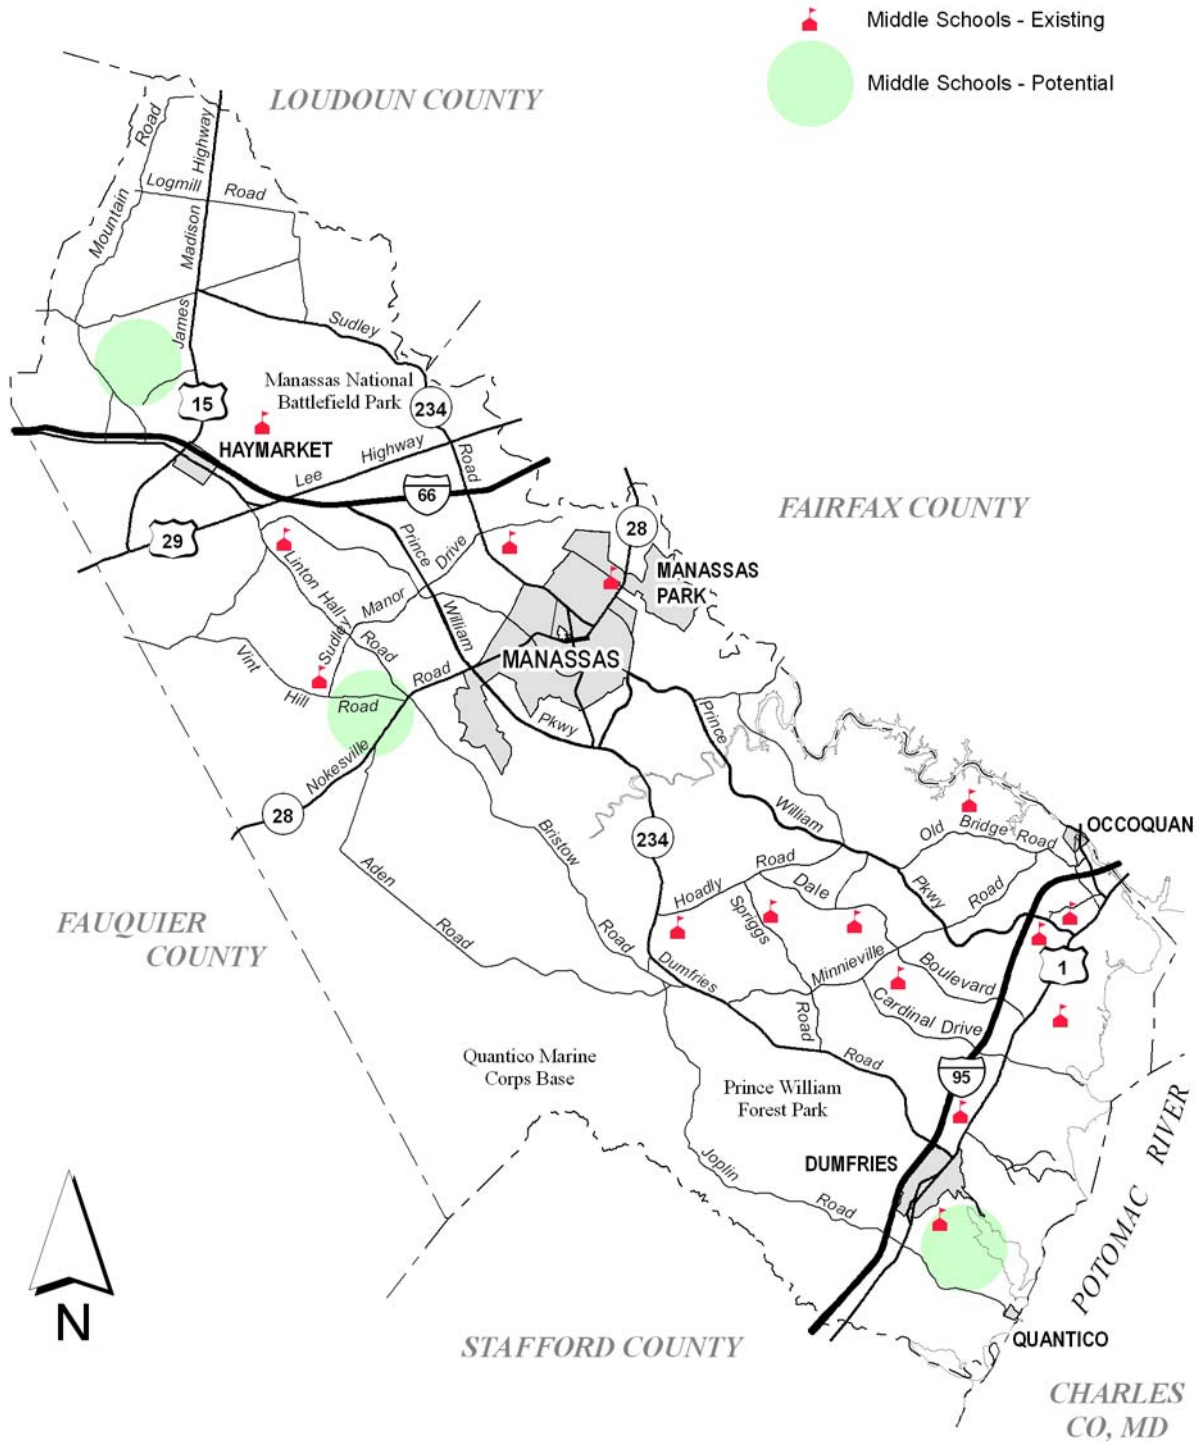 Middle Schools - Existing
Middle Schools - Potential
LOUDOUN COUNTY
Mountain Road
James Madison Highway
Logmill Road
Sudley
Road
Manassas National
Battlefield Park
15
234
HAYMARKET
Lee Highway
66
29
FAIRFAX COUNTY
28
MANASSAS
PARK
Prince
William
Pkwy
Linton Hall
Road
Sudley
Manor
Drive
Vint
Hill
Road
MANASSAS
Nokesville
Road
28
234
Prince
William
Pkwy
Bristow
Road
Aden
Road
Old Bridge Road
OCCOQUAN
Hoadly
Road
Dale
Boulevard
Spriggs
Road
Minnieville
Road
Cardinal Drive
Dumfries
Road
1
95
FAUQUIER
COUNTY
Quantico Marine
Corps Base
Prince William
Forest Park
DUMFRIES
Joplin
Road
POTOMAC RIVER
N
STAFFORD COUNTY
QUANTICO
CHARLES
CO, MD